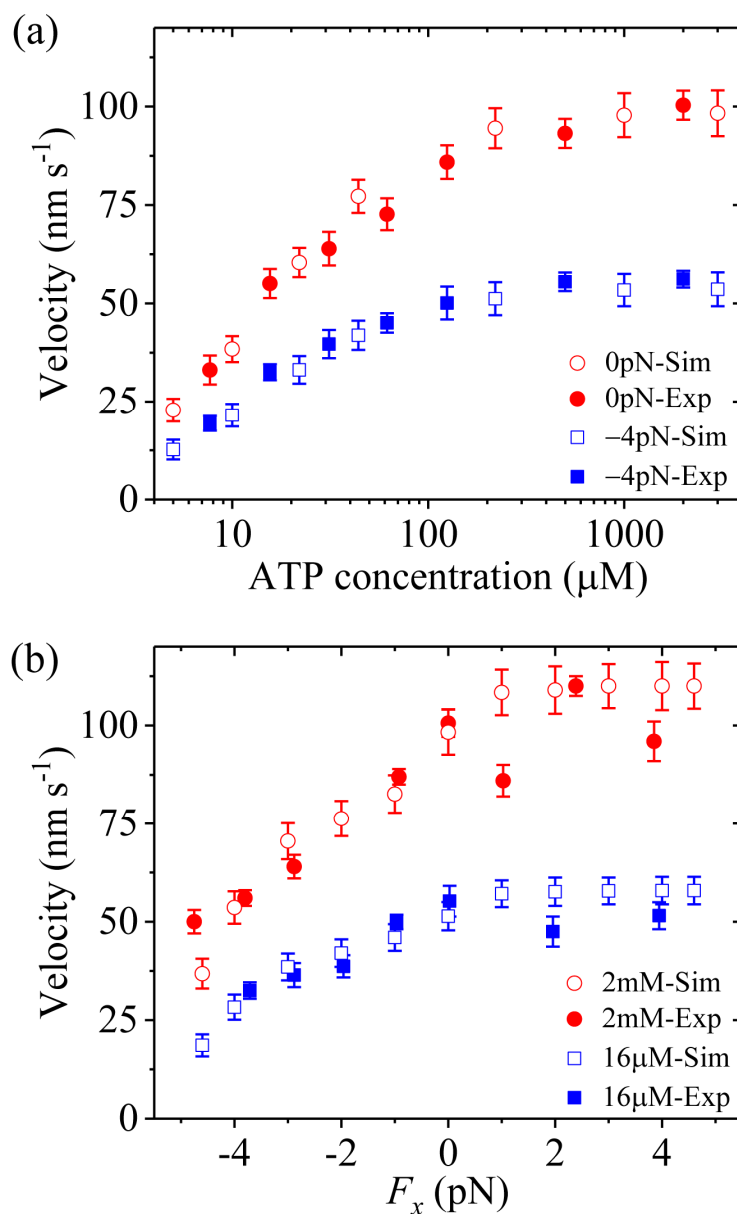 (a)
100
75
50
25
0
Velocity (nm s⁻¹)
0pN-Sim
0pN-Exp
−4pN-Sim
−4pN-Exp
10 100 1000
ATP concentration (μM)
(b)
100
75
50
25
0
Velocity (nm s⁻¹)
2mM-Sim
2mM-Exp
16μM-Sim
16μM-Exp
-4 -2 0 2 4
Fₓ (pN)